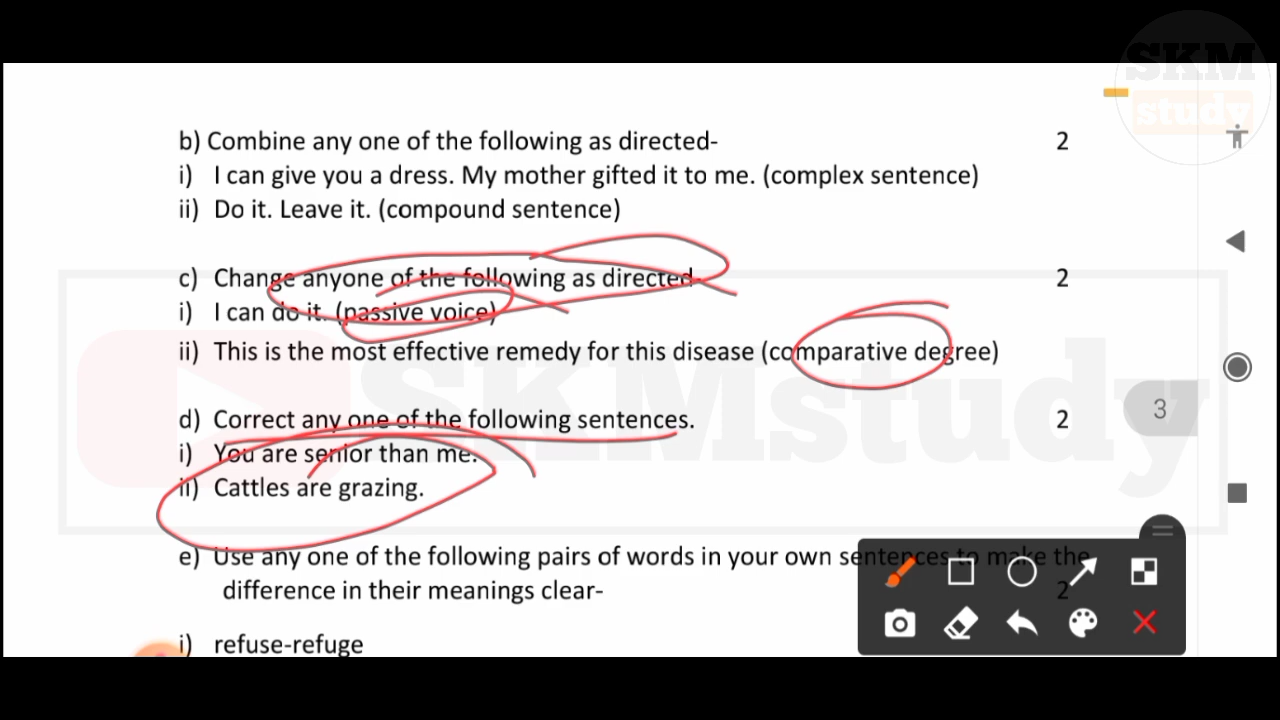 SKM
study
b) Combine any one of the following as directed- 2
i) I can give you a dress. My mother gifted it to me. (complex sentence)
ii) Do it. Leave it. (compound sentence)
c) Change anyone of the following as directed- 2
i) I can do it. (passive voice)
ii) This is the most effective remedy for this disease (comparative degree)
SKMstudy
3
d) Correct any one of the following sentences. 2
i) You are senior than me.
ii) Cattles are grazing.
e) Use any one of the following pairs of words in your own sentences to make the
difference in their meanings clear- 2
i) refuse-refuge